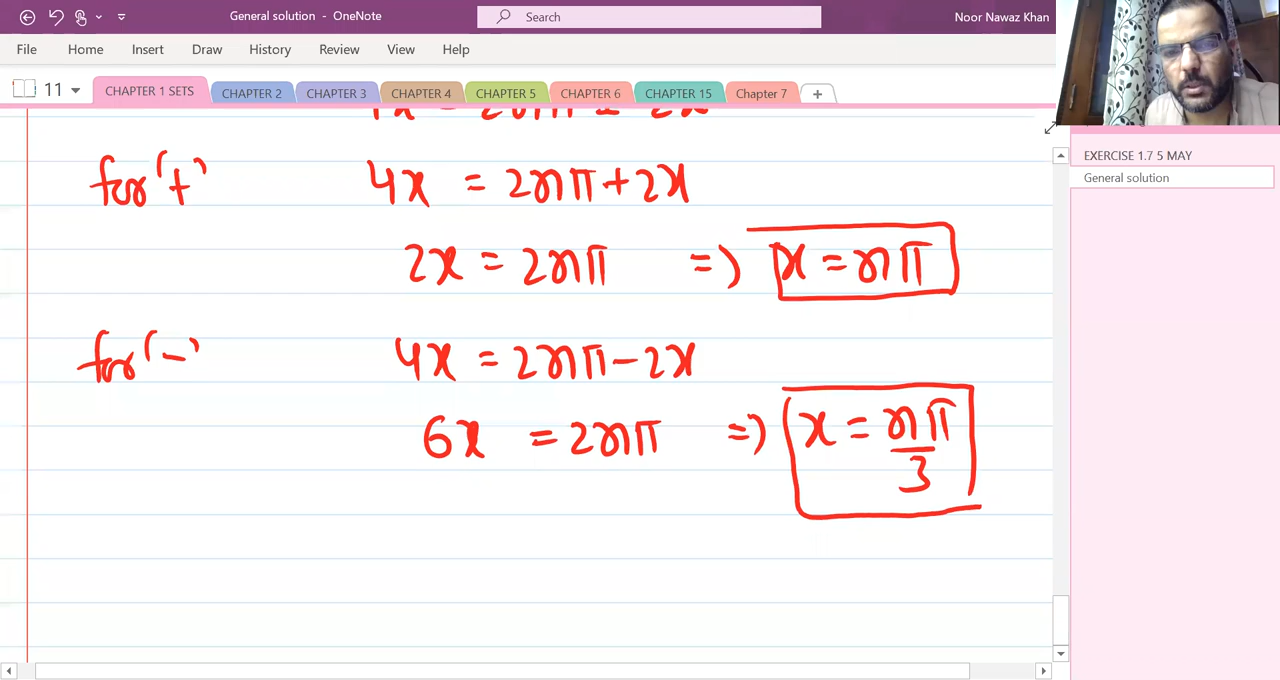 General solution - OneNote
Search
Noor Nawaz Khan
File Home Insert Draw History Review View Help
11 CHAPTER 1 SETS CHAPTER 2 CHAPTER 3 CHAPTER 4 CHAPTER 5 CHAPTER 6 CHAPTER 15 Chapter 7 +
EXERCISE 1.7 5 MAY
General solution
for '+' 4x = 2nπ + 2x
2x = 2nπ => x = nπ
for '-' 4x = 2nπ - 2x
6x = 2nπ => x = nπ/3